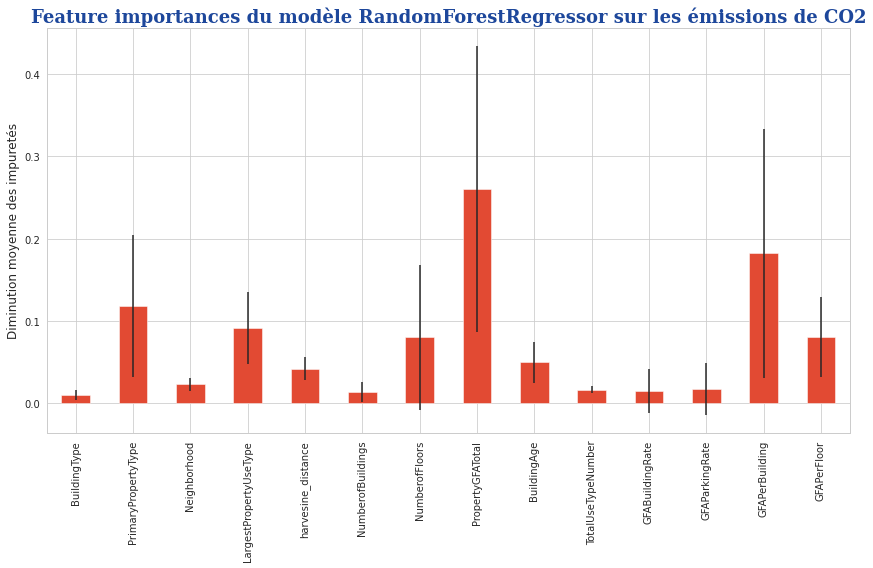 Feature importances du modèle RandomForestRegressor sur les émissions de CO2
Diminution moyenne des impuretés
0.4
0.3
0.2
0.1
0.0
BuildingType
PrimaryPropertyType
Neighborhood
LargestPropertyUseType
harvesine_distance
NumberofBuildings
NumberofFloors
PropertyGFATotal
BuildingAge
TotalUseTypeNumber
GFABuildingRate
GFAParkingRate
GFAPerBuilding
GFAPerFloor